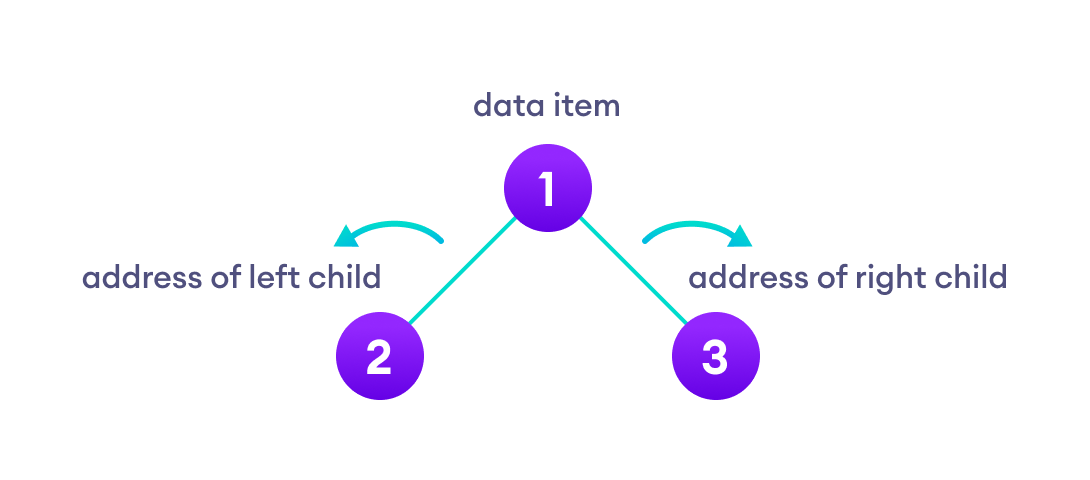 data item
1
address of left child
address of right child
2
3